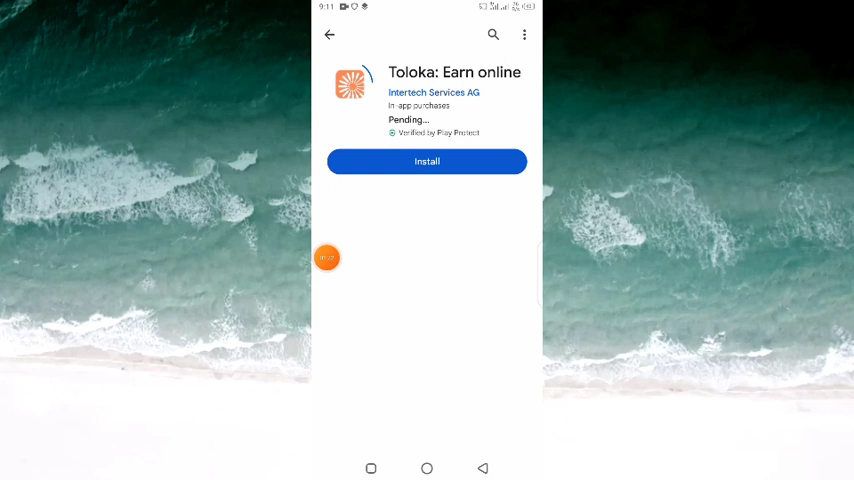 9:11
Toloka: Earn online
Intertech Services AG
In-app purchases
Pending...
Verified by Play Protect
Install